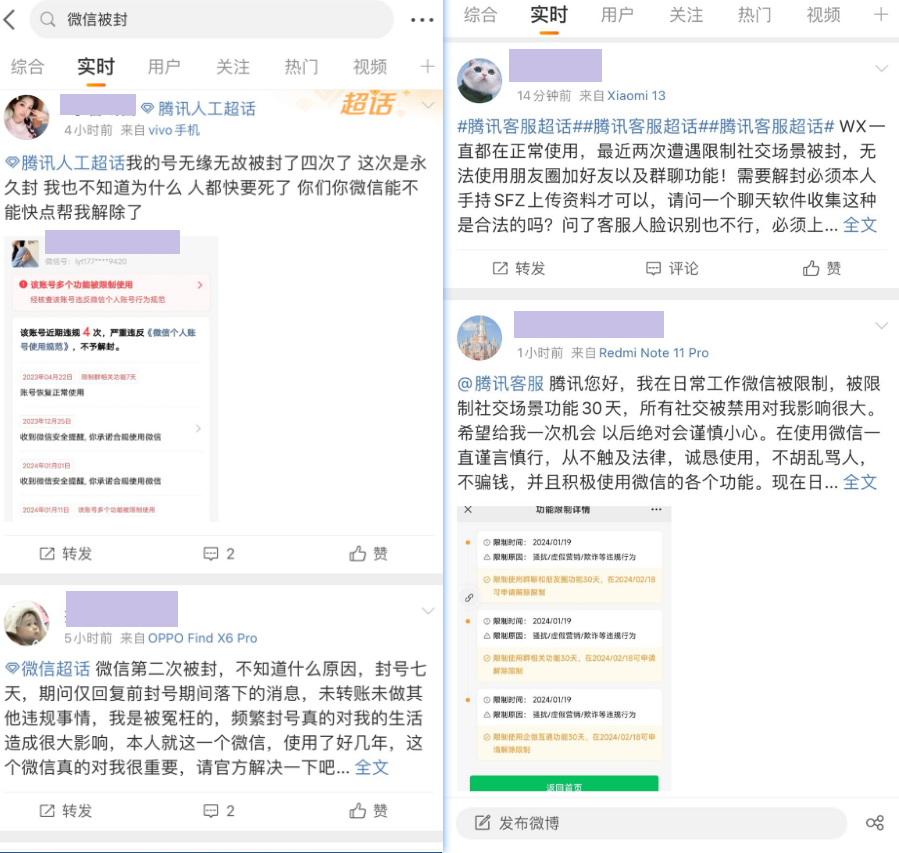 微信被封
综合 实时 用户 关注 热门 视频
腾讯人工超话
超话
4小时前 来自vivo手机
腾讯人工超话我的号无缘无故被封了四次了 这次是永
久封 我也不知道为什么 人都快要死了 你们你微信能不
能快点帮我解除了
微信号: lyt177****9420
该账号多个功能被限制使用
经核查该账号违反微信个人账号行为规范
该账号近期违规 4 次，严重违反《微信个人账
号使用规范》，不予解封。
2023年04月22日 限制群相关功能7天
账号恢复正常使用
2023年12月25日
收到微信安全提醒, 你承诺合规使用微信
2024年01月01日
收到微信安全提醒, 你承诺合规使用微信
2024年01月11日 该账号多个功能被限制使用
转发 2 赞
5小时前 来自OPPO Find X6 Pro
微信超话 微信第二次被封，不知道什么原因，封号七
天，期问仅回复前封号期间落下的消息，未转账未做其
他违规事情，我是被冤枉的，频繁封号真的对我的生活
造成很大影响，本人就这一个微信，使用了好几年，这
个微信真的对我很重要，请官方解决一下吧... 全文
转发 2 赞
综合 实时 用户 关注 热门 视频
14分钟前 来自Xiaomi 13
#腾讯客服超话##腾讯客服超话##腾讯客服超话# WX一
直都在正常使用，最近两次遭遇限制社交场景被封，无
法使用朋友圈加好友以及群聊功能！需要解封必须本人
手持SFZ上传资料才可以，请问一个聊天软件收集这种
是合法的吗？问了客服人脸识别也不行，必须上... 全文
转发 评论 赞
1小时前 来自Redmi Note 11 Pro
@腾讯客服 腾讯您好，我在日常工作微信被限制，被限
制社交场景功能30天，所有社交被禁用对我影响很大。
希望给我一次机会 以后绝对会谨慎小心。在使用微信一
直谨言慎行，从不触及法律，诚恳使用，不胡乱骂人，
不骗钱，并且积极使用微信的各个功能。现在日... 全文
功能限制详情
限制时间: 2024/01/19
限制原因: 骚扰/虚假营销/欺诈等违规行为
限制使用群聊和朋友圈功能30天，在2024/02/18
可申请解除限制
限制时间: 2024/01/19
限制原因: 骚扰/虚假营销/欺诈等违规行为
限制使用群相关功能30天，在2024/02/18可申请
解除限制
限制时间: 2024/01/19
限制原因: 骚扰/虚假营销/欺诈等违规行为
限制使用企微互通功能30天，在2024/02/18可申
请解除限制
返回首页
发布微博